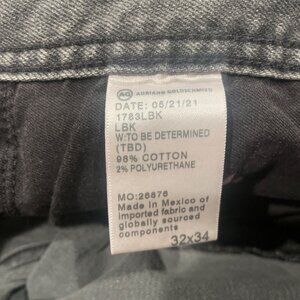 AG ADRIANO GOLDSCHMIED
DATE: 05/21/21
1783LBK
LBK
W:TO BE DETERMINED
(TBD)
98% COTTON
2% POLYURETHANE
MO:26676
Made in Mexico of
imported fabric and
globally sourced
components
32x34